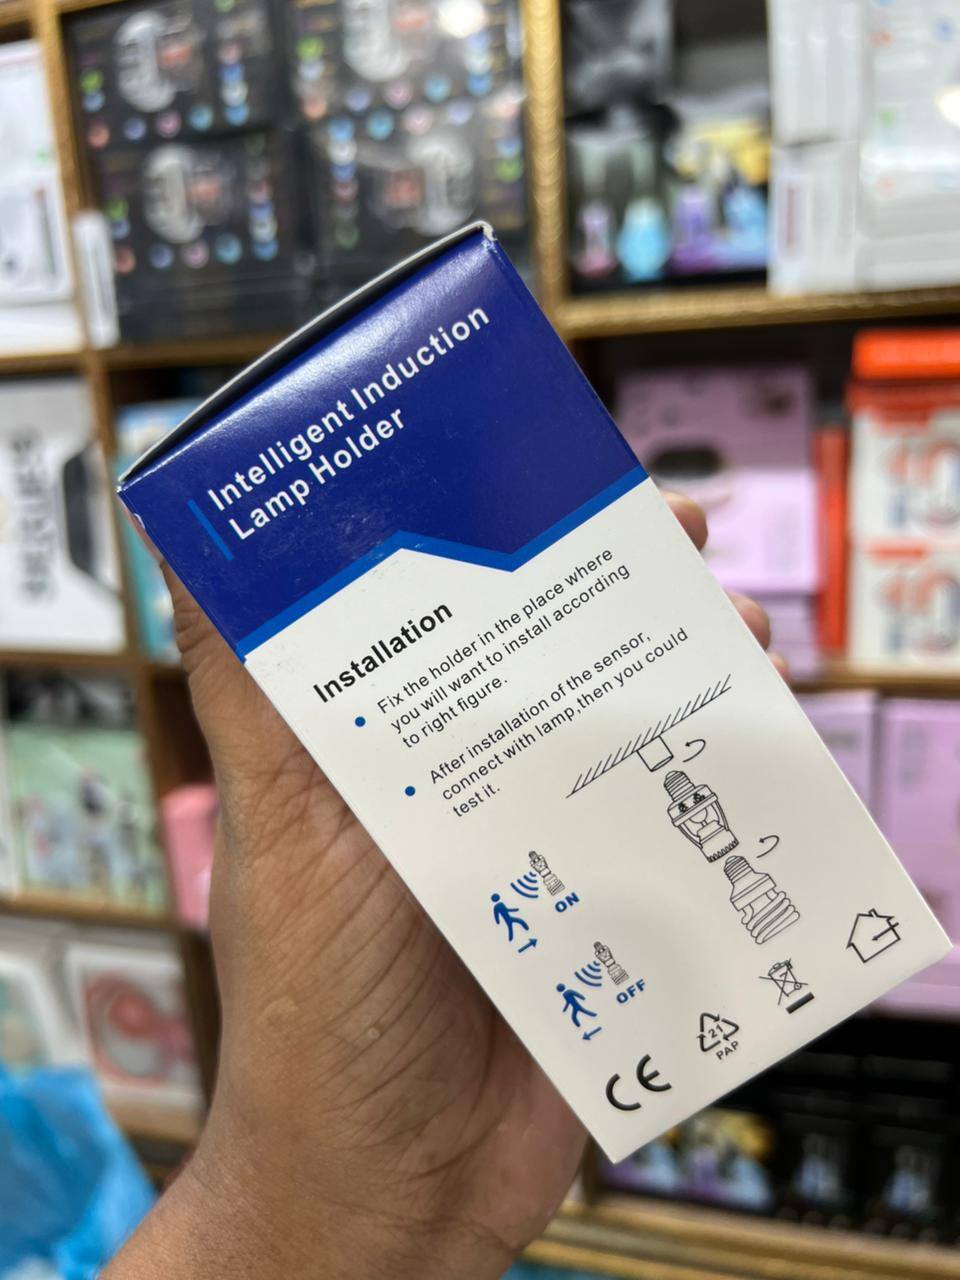 Intelligent Induction
Lamp Holder
Installation
• Fix the holder in the place where
you will want to install according
to right figure.
• After installation of the sensor,
connect with lamp,then you could
test it.
ON
OFF
CE
21
PAP